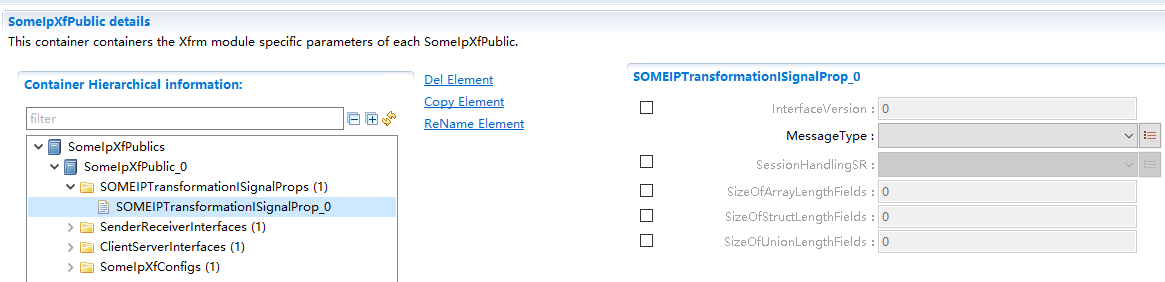 SomeIpXfPublic details
This container containers the Xfrm module specific parameters of each SomeIpXfPublic.
Container Hierarchical information:
filter
SomeIpXfPublics
SomeIpXfPublic_0
SOMEIPTransformationISignalProps (1)
SOMEIPTransformationISignalProp_0
SenderReceiverInterfaces (1)
ClientServerInterfaces (1)
SomeIpXfConfigs (1)
Del Element
Copy Element
ReName Element
SOMEIPTransformationISignalProp_0
InterfaceVersion : 0
MessageType :
SessionHandlingSR :
SizeOfArrayLengthFields : 0
SizeOfStructLengthFields : 0
SizeOfUnionLengthFields : 0